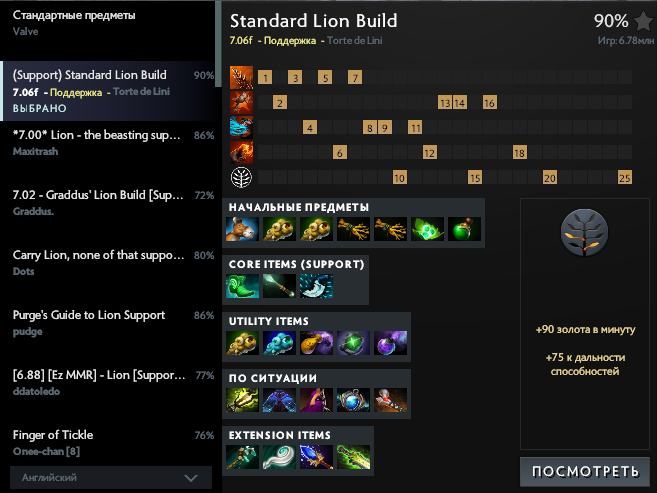 Стандартные предметы
Valve
(Support) Standard Lion Build 90%
7.06f - Поддержка - Torte de Lini
ВЫБРАНО
*7.00* Lion - the beasting sup... 86%
Maxitrash
7.02 - Graddus' Lion Build [Sup... 72%
Graddus.
Carry Lion, none of that suppo... 80%
Dots
Purge's Guide to Lion Support 86%
pudge
[6.88] [Ez MMR] - Lion [Suppor... 77%
ddatoledo
Finger of Tickle 76%
Onee-chan [8]
Английский
Standard Lion Build 90%
7.06f - Поддержка - Torte de Lini Игр: 6.78млн
1 3 5 7
2 13 14 16
4 8 9 11
6 12 18
10 15 20 25
НАЧАЛЬНЫЕ ПРЕДМЕТЫ
CORE ITEMS (SUPPORT)
UTILITY ITEMS
ПО СИТУАЦИИ
EXTENSION ITEMS
+90 золота в минуту
+75 к дальности
способностей
ПОСМОТРЕТЬ